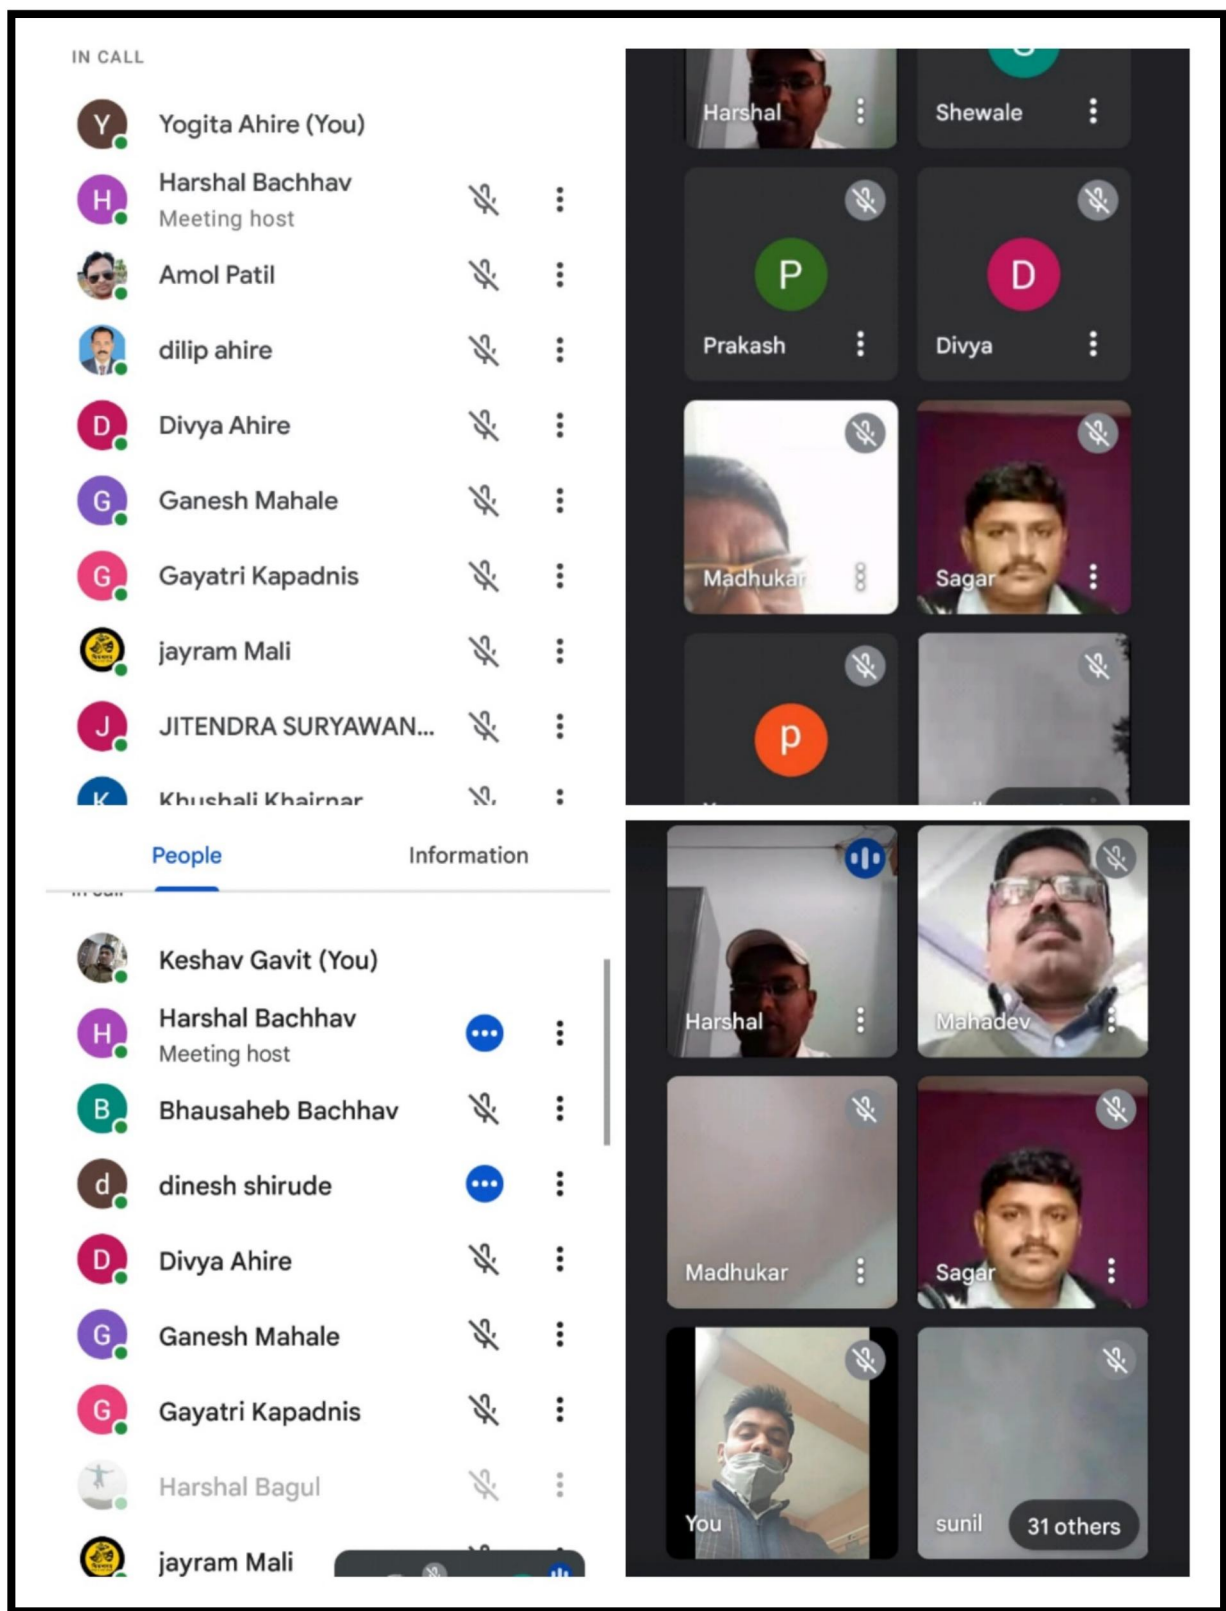 IN CALL
Y
Yogita Ahire (You)
H
Harshal Bachhav
Meeting host
Amol Patil
dilip ahire
D
Divya Ahire
G
Ganesh Mahale
G
Gayatri Kapadnis
jayram Mali
J
JITENDRA SURYAWAN...
K
Khushali Khairnar
Harshal
Shewale
P
Prakash
D
Divya
Madhukar
Sagar
p
People
Information
In call
Keshav Gavit (You)
H
Harshal Bachhav
Meeting host
B
Bhausaheb Bachhav
d
dinesh shirude
D
Divya Ahire
G
Ganesh Mahale
G
Gayatri Kapadnis
Harshal Bagul
jayram Mali
Harshal
Mahadev
Madhukar
Sagar
You
sunil
31 others